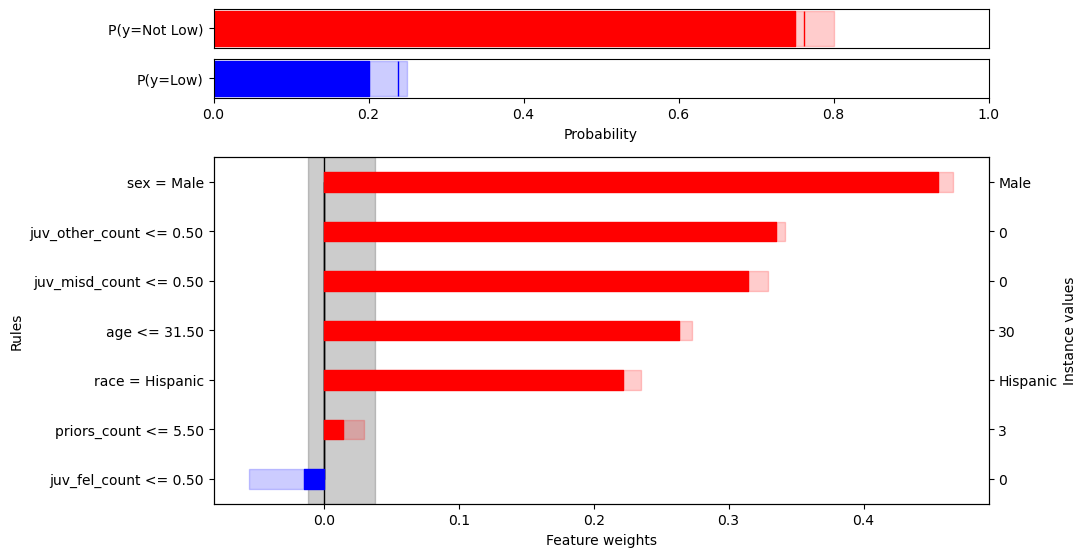 P(y=Not Low)
P(y=Low)
0.0 0.2 0.4 0.6 0.8 1.0
Probability
sex = Male Male
juv_other_count <= 0.50 0
juv_misd_count <= 0.50 0
age <= 31.50 30
race = Hispanic Hispanic
priors_count <= 5.50 3
juv_fel_count <= 0.50 0
Rules
Instance values
0.0 0.1 0.2 0.3 0.4
Feature weights